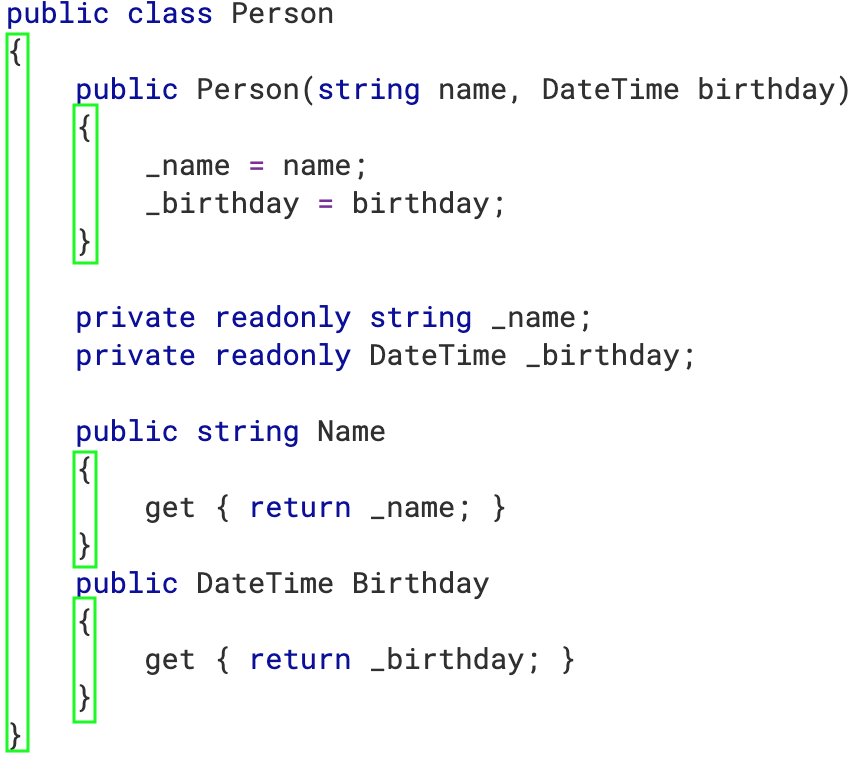 public class Person
{
    public Person(string name, DateTime birthday)
    {
        _name = name;
        _birthday = birthday;
    }

    private readonly string _name;
    private readonly DateTime _birthday;

    public string Name
    {
        get { return _name; }
    }
    public DateTime Birthday
    {
        get { return _birthday; }
    }
}